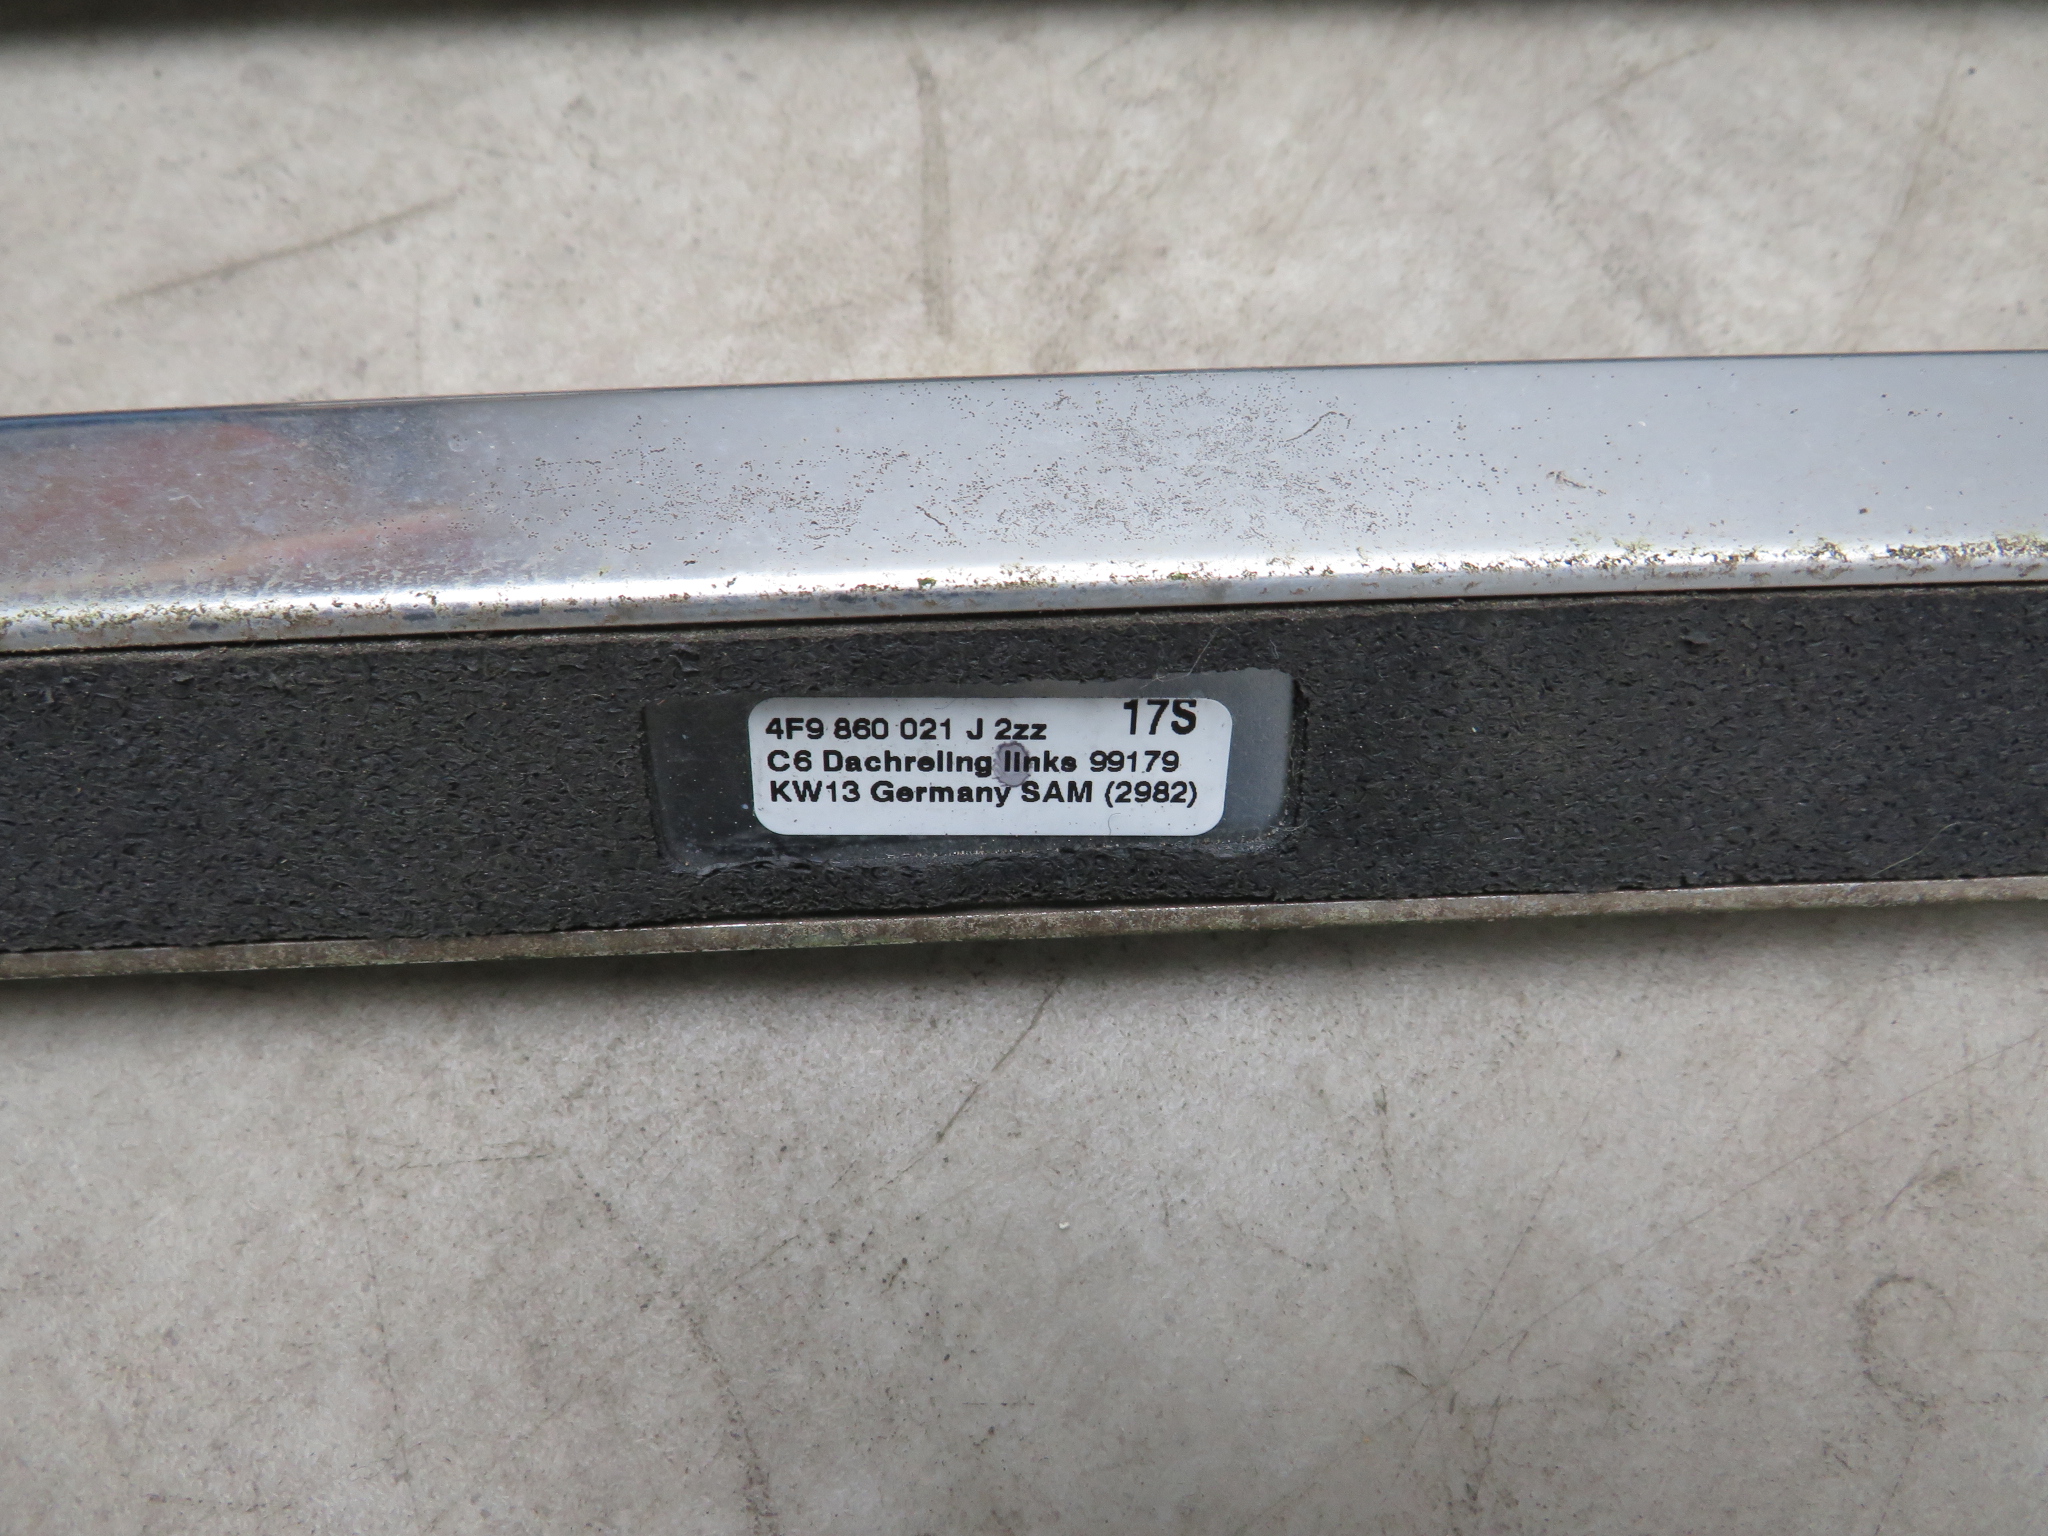 4F9 860 021 J 2zz 17S
C6 Dachreling links 99179
KW13 Germany SAM (2982)